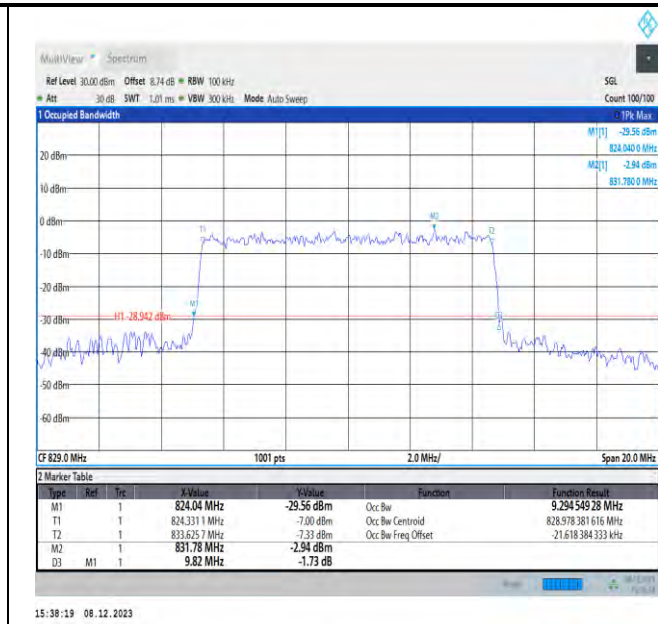 MultiView Spectrum
Ref Level 30.00 dBm Offset 8.74 dB RBW 100 kHz SGL
Att 30 dB SWT 1.01 ms VBW 300 kHz Mode Auto Sweep Count 100/100
1 Occupied Bandwidth 1Pk Max
M1[1] -29.56 dBm
824.040 0 MHz
20 dBm
M2[1] -2.94 dBm
831.780 0 MHz
10 dBm
0 dBm
M2
T1 T2
-10 dBm
-20 dBm
M1
H1 -28.942 dBm
-30 dBm
-40 dBm
-50 dBm
-60 dBm
CF 829.0 MHz 1001 pts 2.0 MHz/ Span 20.0 MHz
2 Marker Table
Type Ref Trc X-Value Y-Value Function Function Result
M1 1 824.04 MHz -29.56 dBm Occ Bw 9.294 549 28 MHz
T1 1 824.331 1 MHz -7.00 dBm Occ Bw Centroid 828.978 381 616 MHz
T2 1 833.625 7 MHz -7.33 dBm Occ Bw Freq Offset -21.618 384 333 kHz
M2 1 831.78 MHz -2.94 dBm
D3 M1 1 9.82 MHz -1.73 dB
15:38:19 08.12.2023